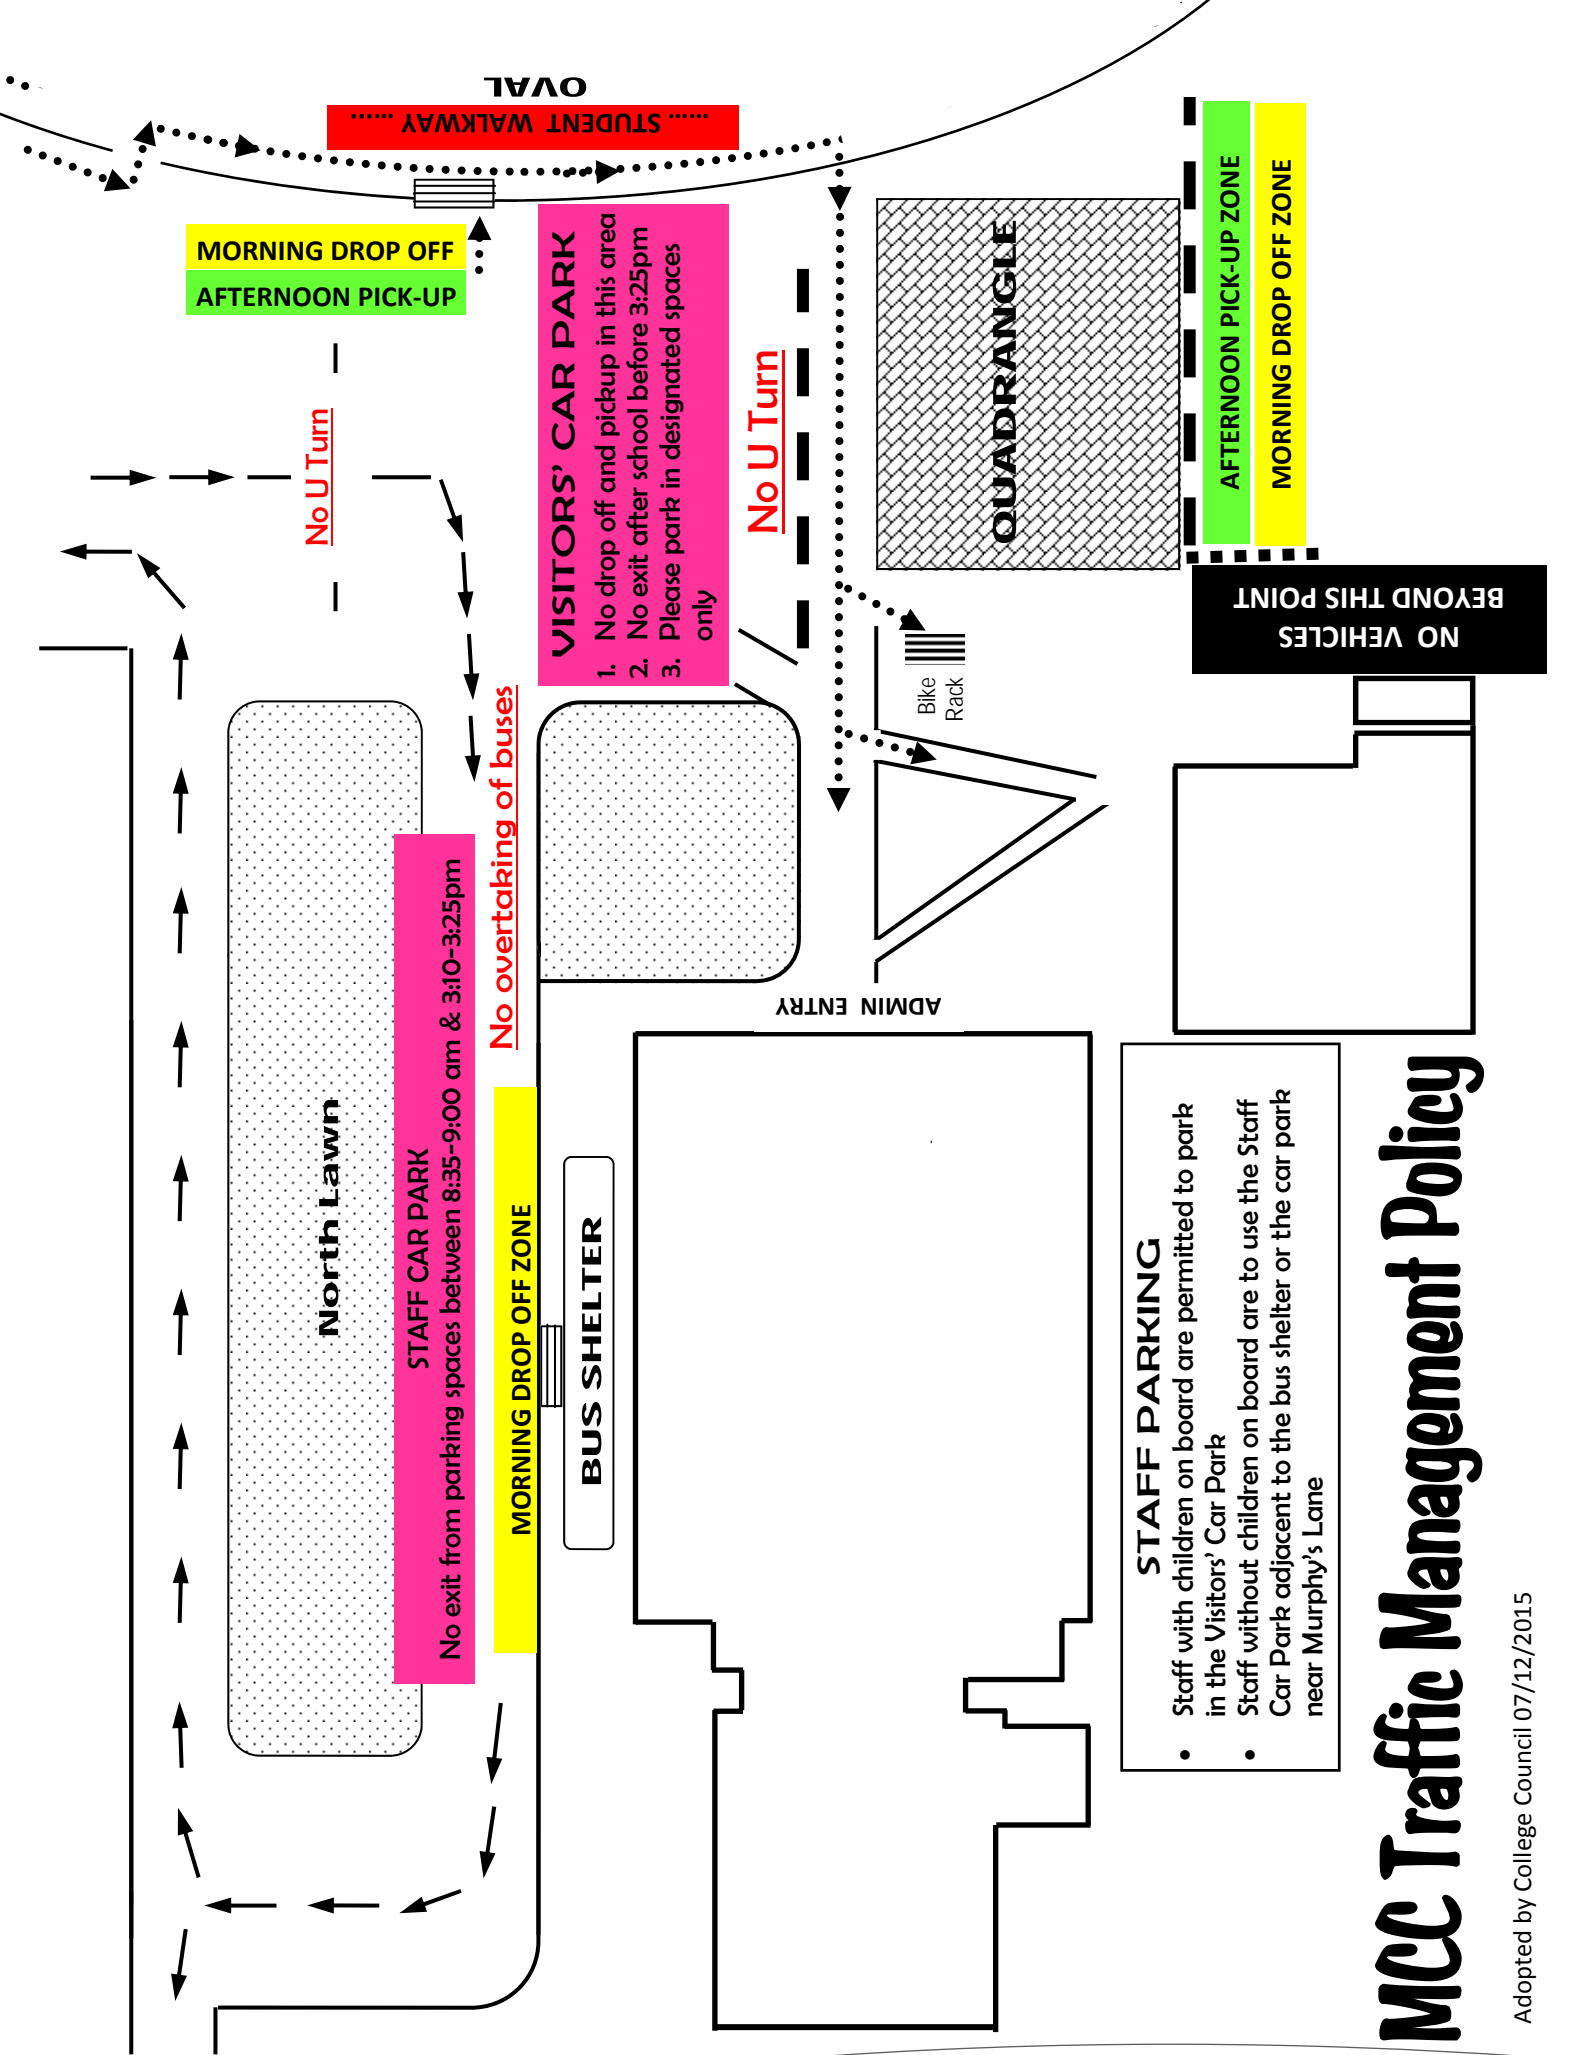 OVAL
...... STUDENT WALKWAY ......
MORNING DROP OFF
AFTERNOON PICK-UP
No U Turn
VISITORS' CAR PARK
1. No drop off and pickup in this area
2. No exit after school before 3:25pm
3. Please park in designated spaces
only
No U Turn
QUADRANGLE
AFTERNOON PICK-UP ZONE
MORNING DROP OFF ZONE
NO VEHICLES
BEYOND THIS POINT
Bike
Rack
No overtaking of buses
North Lawn
STAFF CAR PARK
No exit from parking spaces between 8:35-9:00 am & 3:10-3:25pm
MORNING DROP OFF ZONE
BUS SHELTER
ADMIN ENTRY
STAFF PARKING
• Staff with children on board are permitted to park
in the Visitors' Car Park
• Staff without children on board are to use the Staff
Car Park adjacent to the bus shelter or the car park
near Murphy's Lane
MCC Traffic Management Policy
Adopted by College Council 07/12/2015